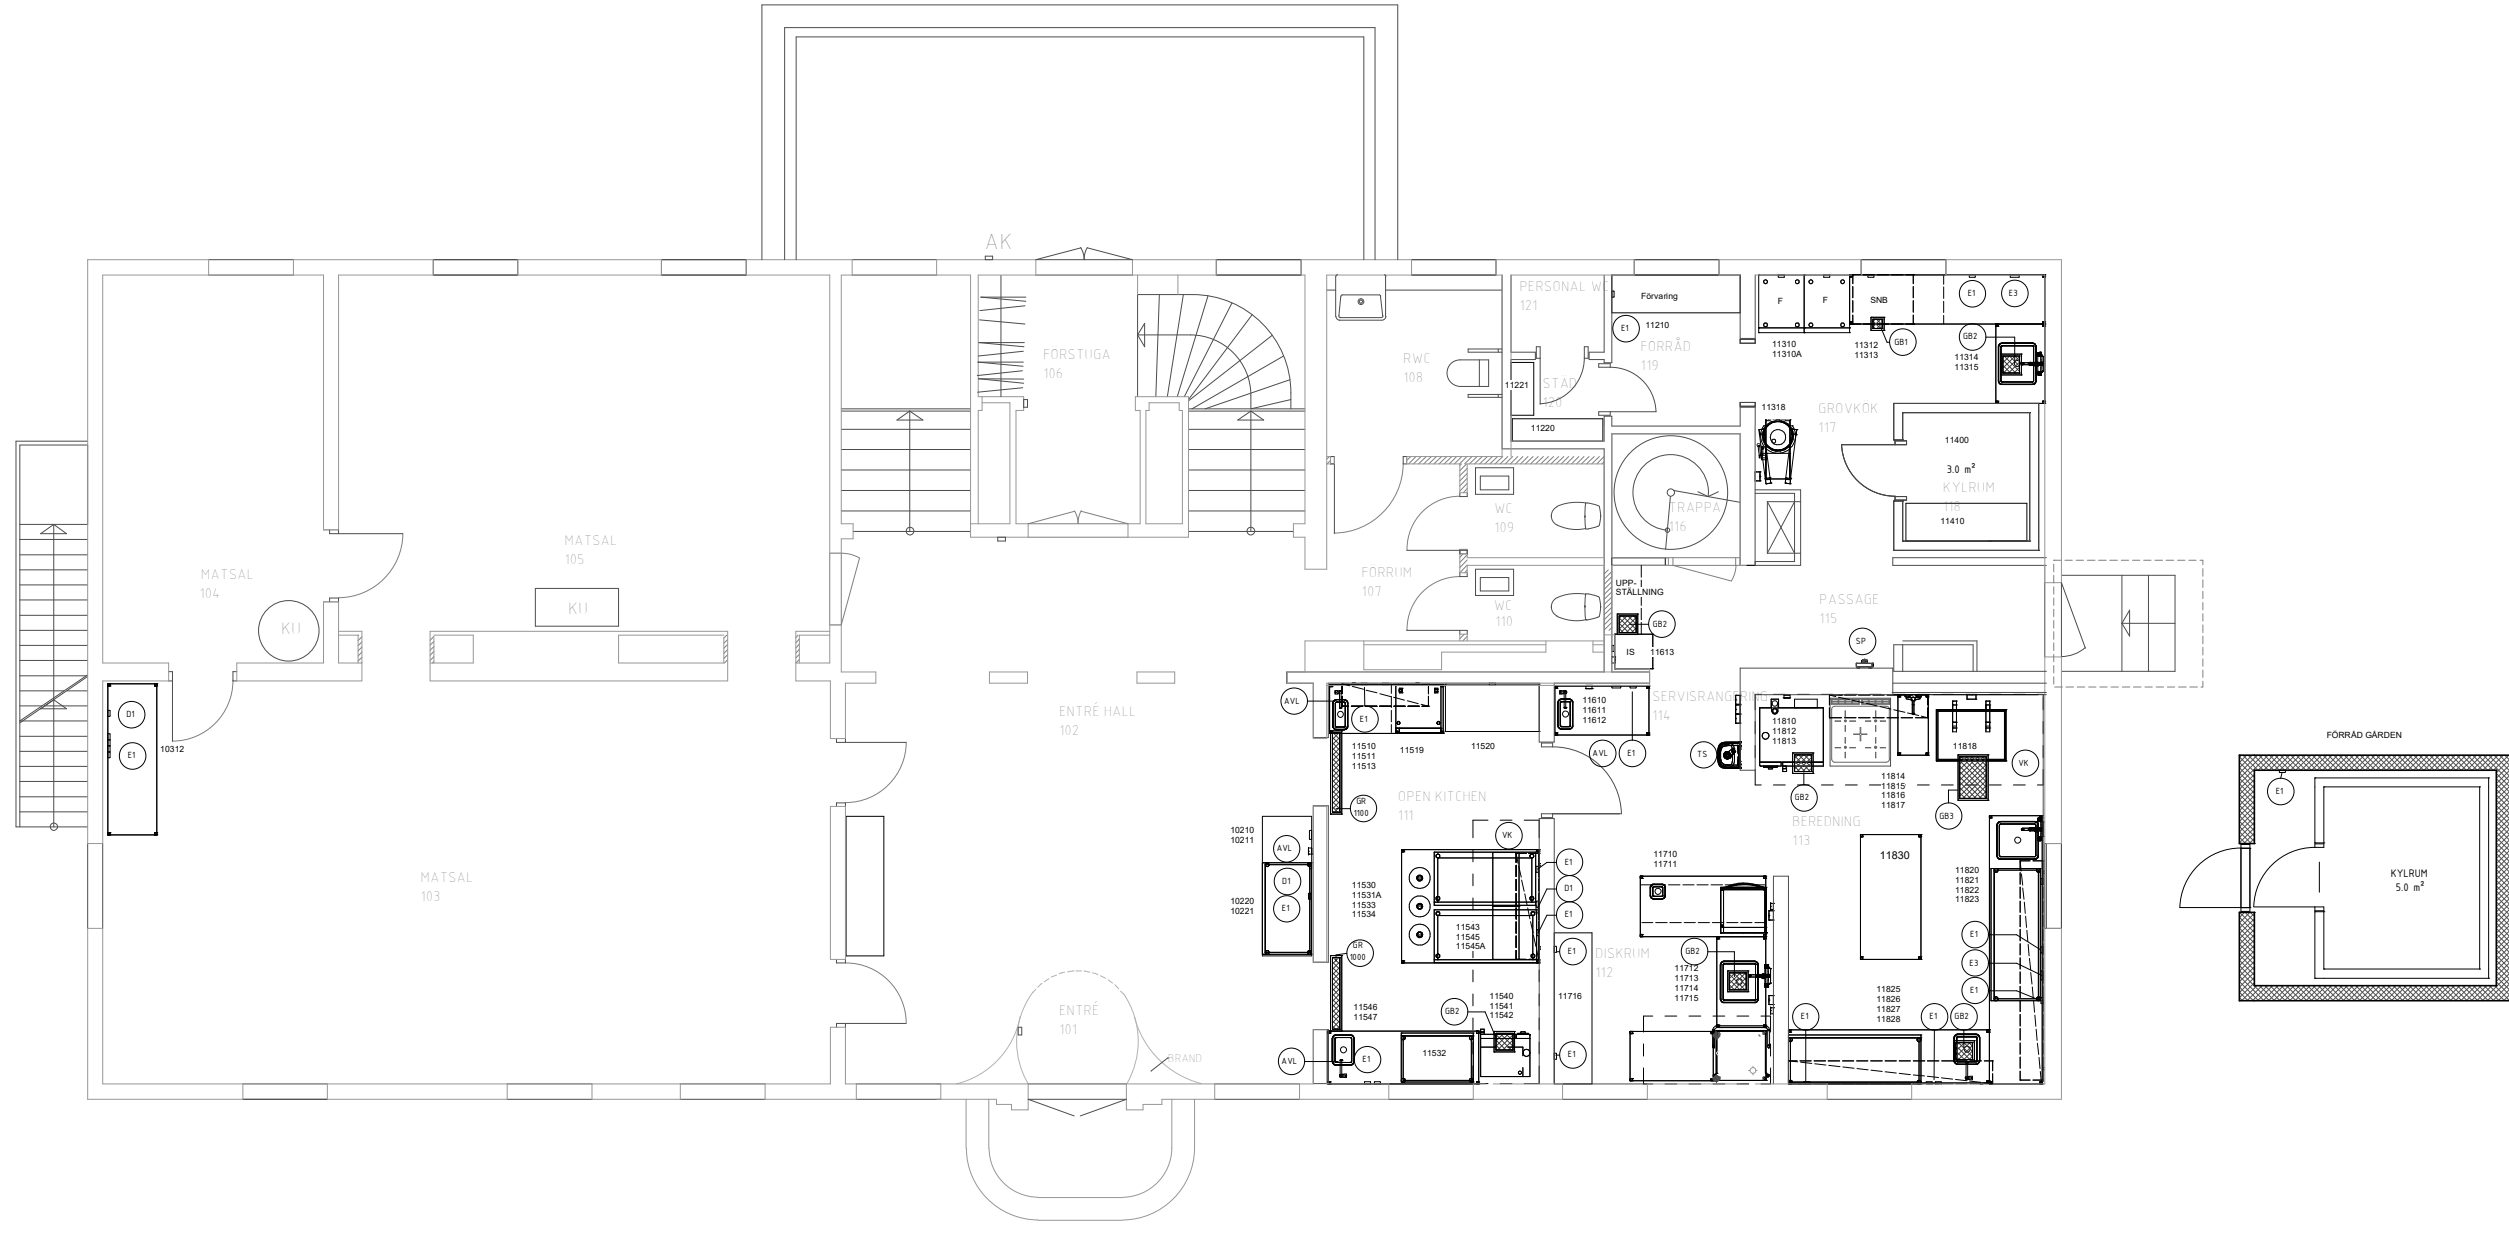 AK
PERSONAL WC
121
Förvaring
E1
11210
FÖRRÅD
119
F
F
SNB
E1
E3
GB1
GB2
11310
11310A
11312
11313
11314
11315
FÖRSTUGA
106
RWC
108
11221
STÄD
120
11220
11318
GROVKÖK
117
11400
3.0 m²
KYLRUM
118
11410
WC
109
TRAPPA
116
MATSAL
105
MATSAL
104
KU
KU
FÖRRUM
107
WC
110
UPP-
STÄLLNING
GB2
IS
11613
PASSAGE
115
SP
D1
E1
10312
ENTRÉ HALL
102
AVL
E1
11510
11511
11513
11519
11520
11610
11611
11612
AVL
E1
SERVISRANGERING
114
TS
11810
11812
11813
GB2
11814
11815
11816
11817
11818
GB3
VK
FÖRRÅD GÅRDEN
E1
KYLRUM
5.0 m²
GR
1100
OPEN KITCHEN
111
VK
BEREDNING
113
10210
10211
AVL
D1
E1
10220
10221
11530
11531A
11533
11534
E1
D1
E1
11543
11545
11545A
11710
11711
11830
11820
11821
11822
11823
MATSAL
103
GR
1000
E1
DISKRUM
112
GB2
11712
11713
11714
11715
11716
E1
E3
E1
11825
11826
11827
11828
ENTRÉ
101
BRAND
11546
11547
GB2
11540
11541
11542
AVL
E1
11532
E1
E1
E1
GB2